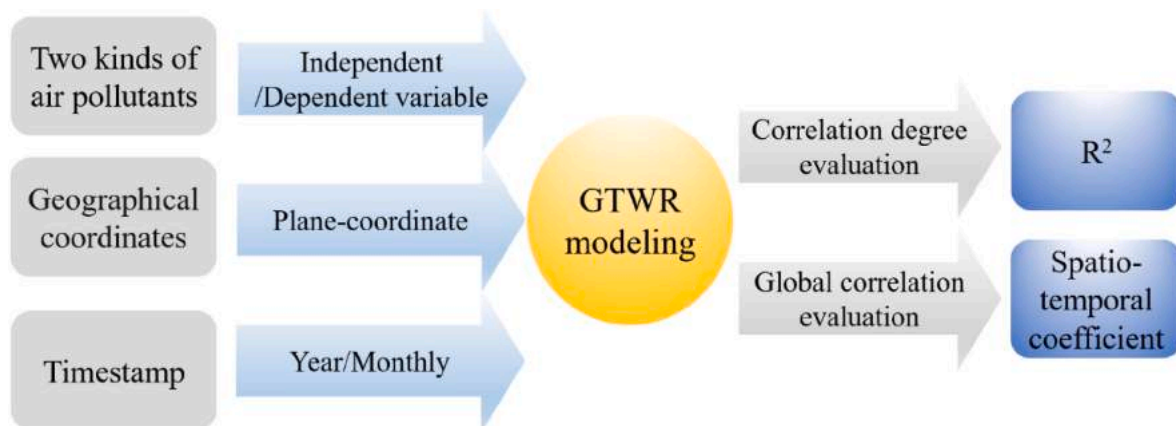 Two kinds of
air pollutants
Independent
/Dependent variable
Geographical
coordinates
Plane-coordinate
Timestamp
Year/Monthly
GTWR
modeling
Correlation degree
evaluation
R²
Global correlation
evaluation
Spatio-
temporal
coefficient